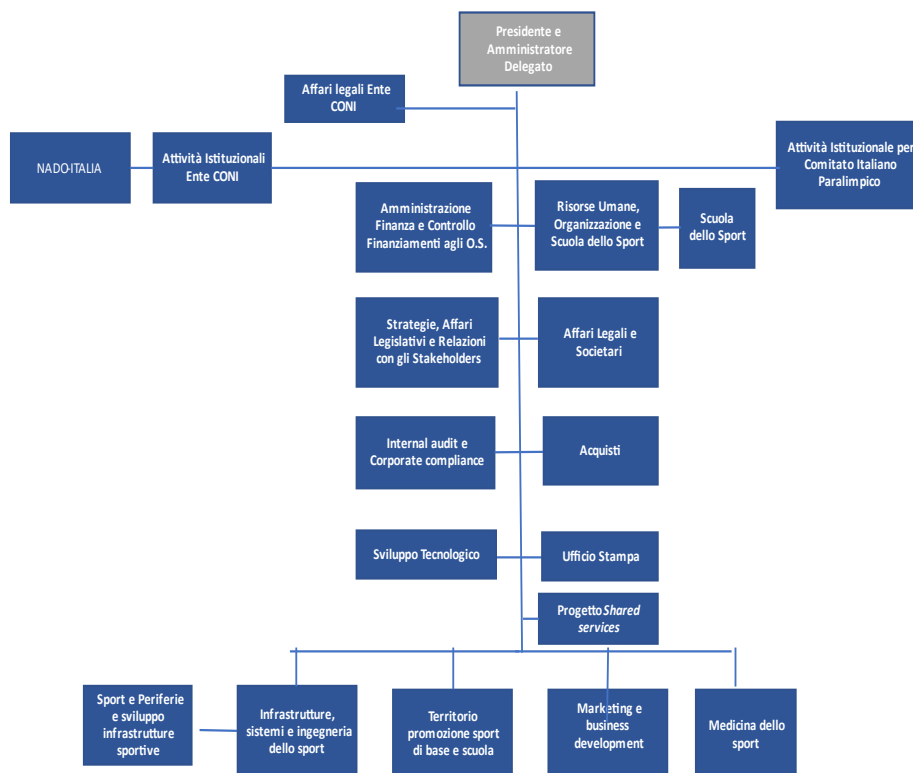 Presidente e
Amministratore
Delegato
Affari legali Ente
CONI
NADO-ITALIA
Attività Istituzionali
Ente CONI
Attività Istituzionale per
Comitato Italiano
Paralimpico
Amministrazione
Finanza e Controllo
Finanziamenti agli O.S.
Risorse Umane,
Organizzazione e
Scuola dello Sport
Scuola
dello Sport
Strategie, Affari
Legislativi e Relazioni
con gli Stakeholders
Affari Legali e
Societari
Internal audit e
Corporate compliance
Acquisti
Sviluppo Tecnologico
Ufficio Stampa
Progetto Shared
services
Sport e Periferie
e sviluppo
infrastrutture
sportive
Infrastrutture,
sistemi e ingegneria
dello sport
Territorio
promozione sport
di base e scuola
Marketing e
business
development
Medicina dello
sport